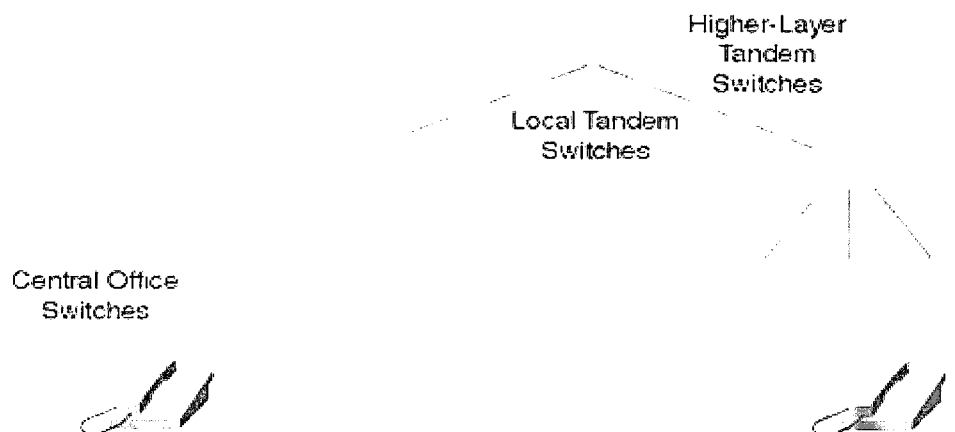 Higher-Layer
Tandem
Switches
Local Tandem
Switches
Central Office
Switches